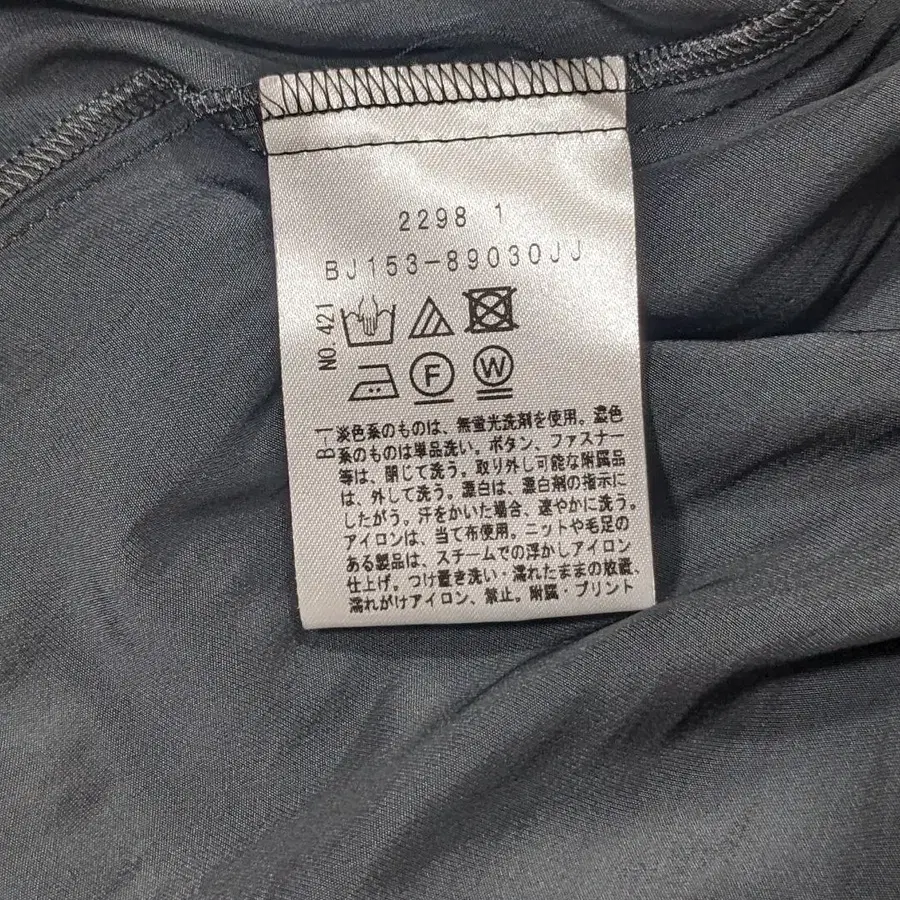 2298 1
BJ153-89030JJ
NO.421
F
W
B-1
淡色系のものは、無蛍光洗剤を使用。濃色
系のものは単品洗い。ボタン、ファスナー
等は、閉じて洗う。取り外し可能な附属品
は、外して洗う。漂白は、漂白剤の指示に
したがう。汗をかいた場合、速やかに洗う。
アイロンは、当て布使用。ニットや毛足の
ある製品は、スチームでの浮かしアイロン
仕上げ。つけ置き洗い・濡れたままの放置、
濡れがけアイロン、禁止。附属・プリント